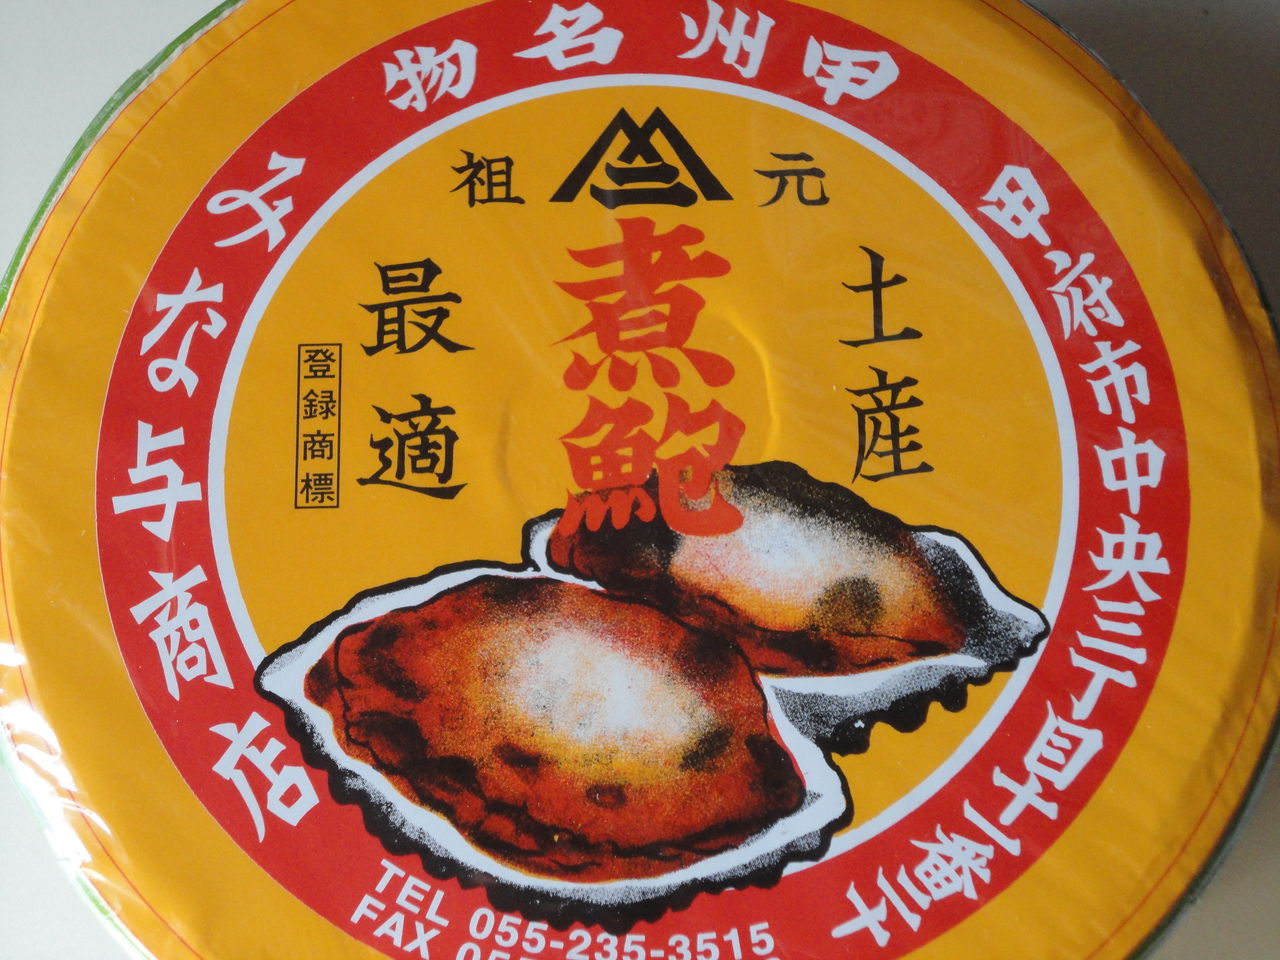 甲州名物
元祖
煮鮑
土産
最適
登録商標
みな与商店
甲府市中央三丁目十一番二十
TEL 055-235-3515
FAX